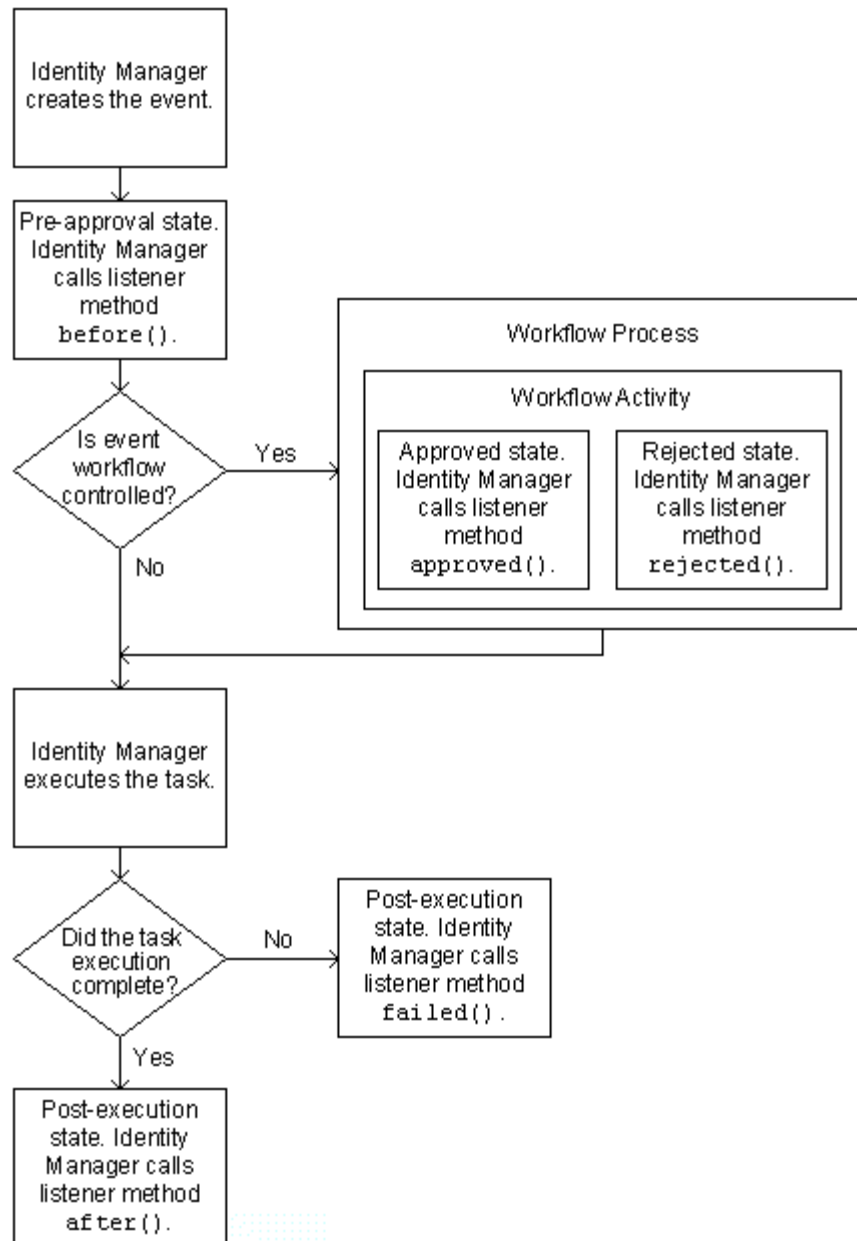 Identity Manager
creates the event.
Pre-approval state.
Identity Manager
calls listener
method
before().
Is event
workflow
controlled?
Yes
No
Workflow Process
Workflow Activity
Approved state.
Identity Manager
calls listener
method
approved().
Rejected state.
Identity Manager
calls listener
method
rejected().
Identity Manager
executes the task.
Did the task
execution
complete?
No
Yes
Post-execution
state. Identity
Manager calls
listener method
failed().
Post-execution
state. Identity
Manager calls
listener method
after().